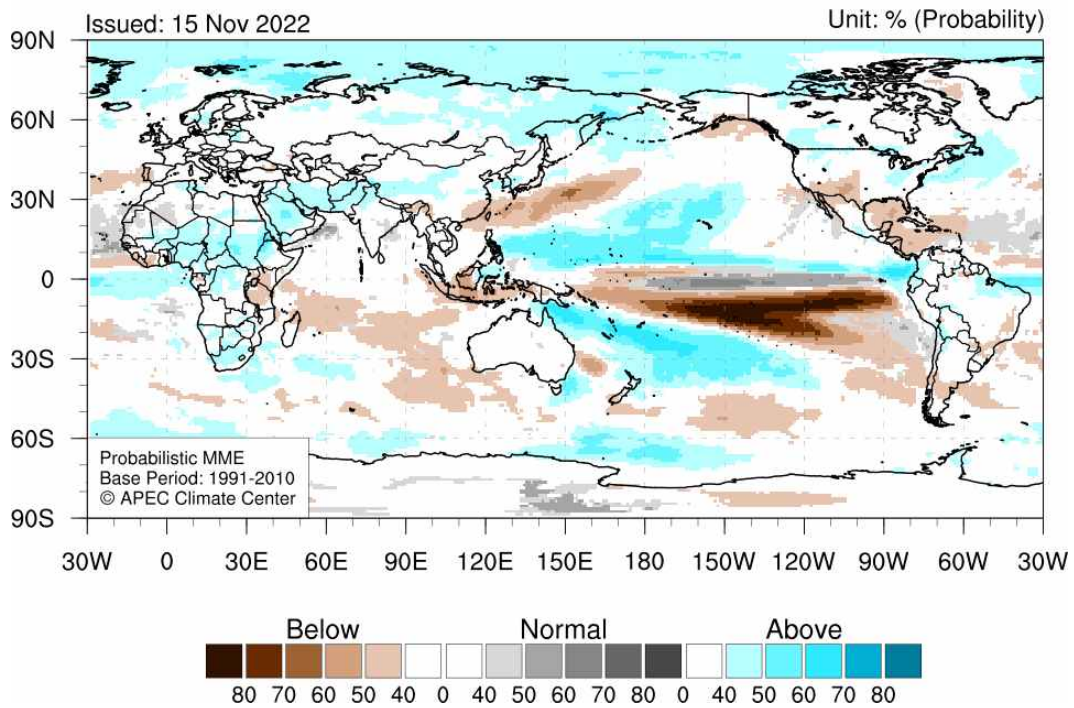 Issued: 15 Nov 2022
Unit: % (Probability)
90N
60N
30N
0
30S
60S
90S
Probabilistic MME
Base Period: 1991-2010
© APEC Climate Center
30W 0 30E 60E 90E 120E 150E 180 150W 120W 90W 60W 30W
Below Normal Above
80 70 60 50 40 0 40 50 60 70 80 0 40 50 60 70 80